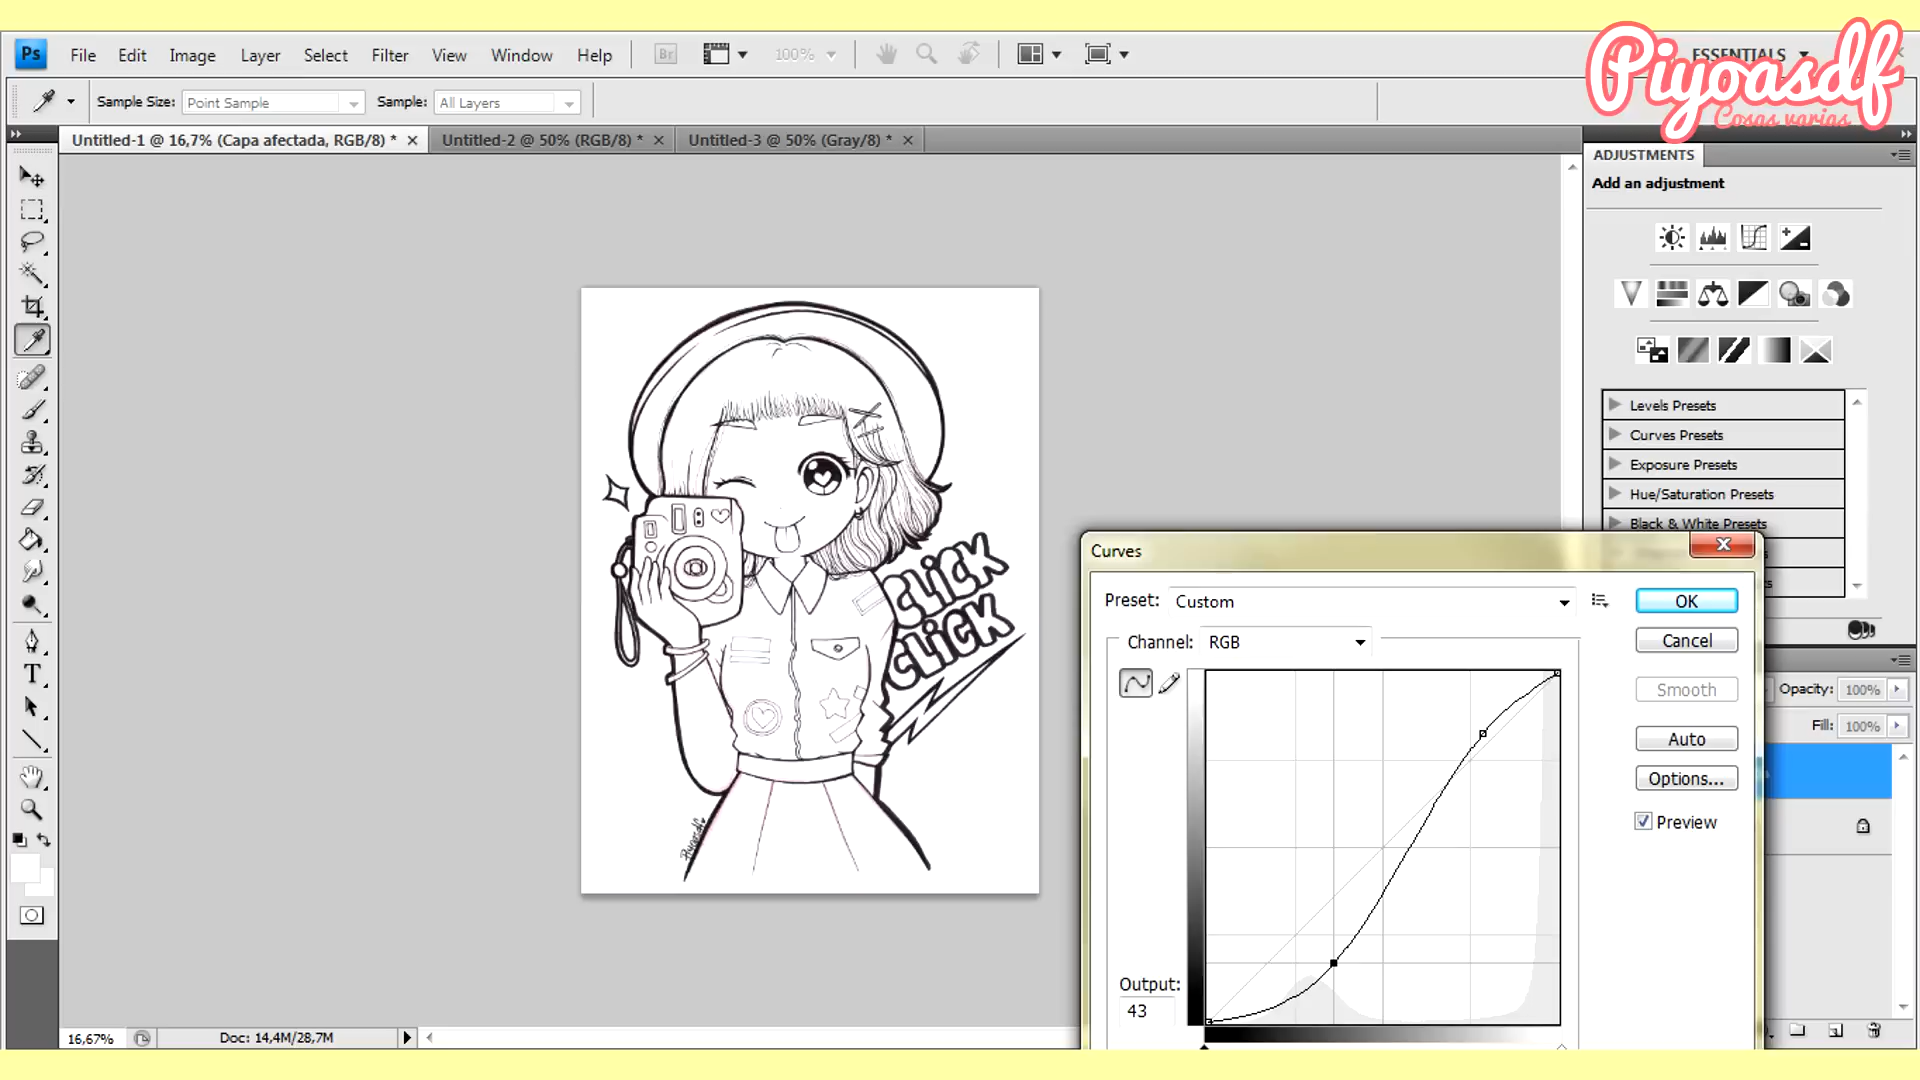 Ps File Edit Image Layer Select Filter View Window Help Br 100% ESSENTIALS
Piyoasdf
Cosas varias
Sample Size: Point Sample Sample: All Layers
Untitled-1 @ 16,7% (Capa afectada, RGB/8) * Untitled-2 @ 50% (RGB/8) * Untitled-3 @ 50% (Gray/8) *
ADJUSTMENTS
Add an adjustment
Levels Presets
Curves Presets
Exposure Presets
Hue/Saturation Presets
Black & White Presets
CLiCK
CLiCK
Piyoasdf
Curves
Preset: Custom
OK
Channel: RGB
Cancel
Smooth
Opacity: 100%
Fill: 100%
Auto
Options...
Preview
Output:
43
16,67% Doc: 14,4M/28,7M